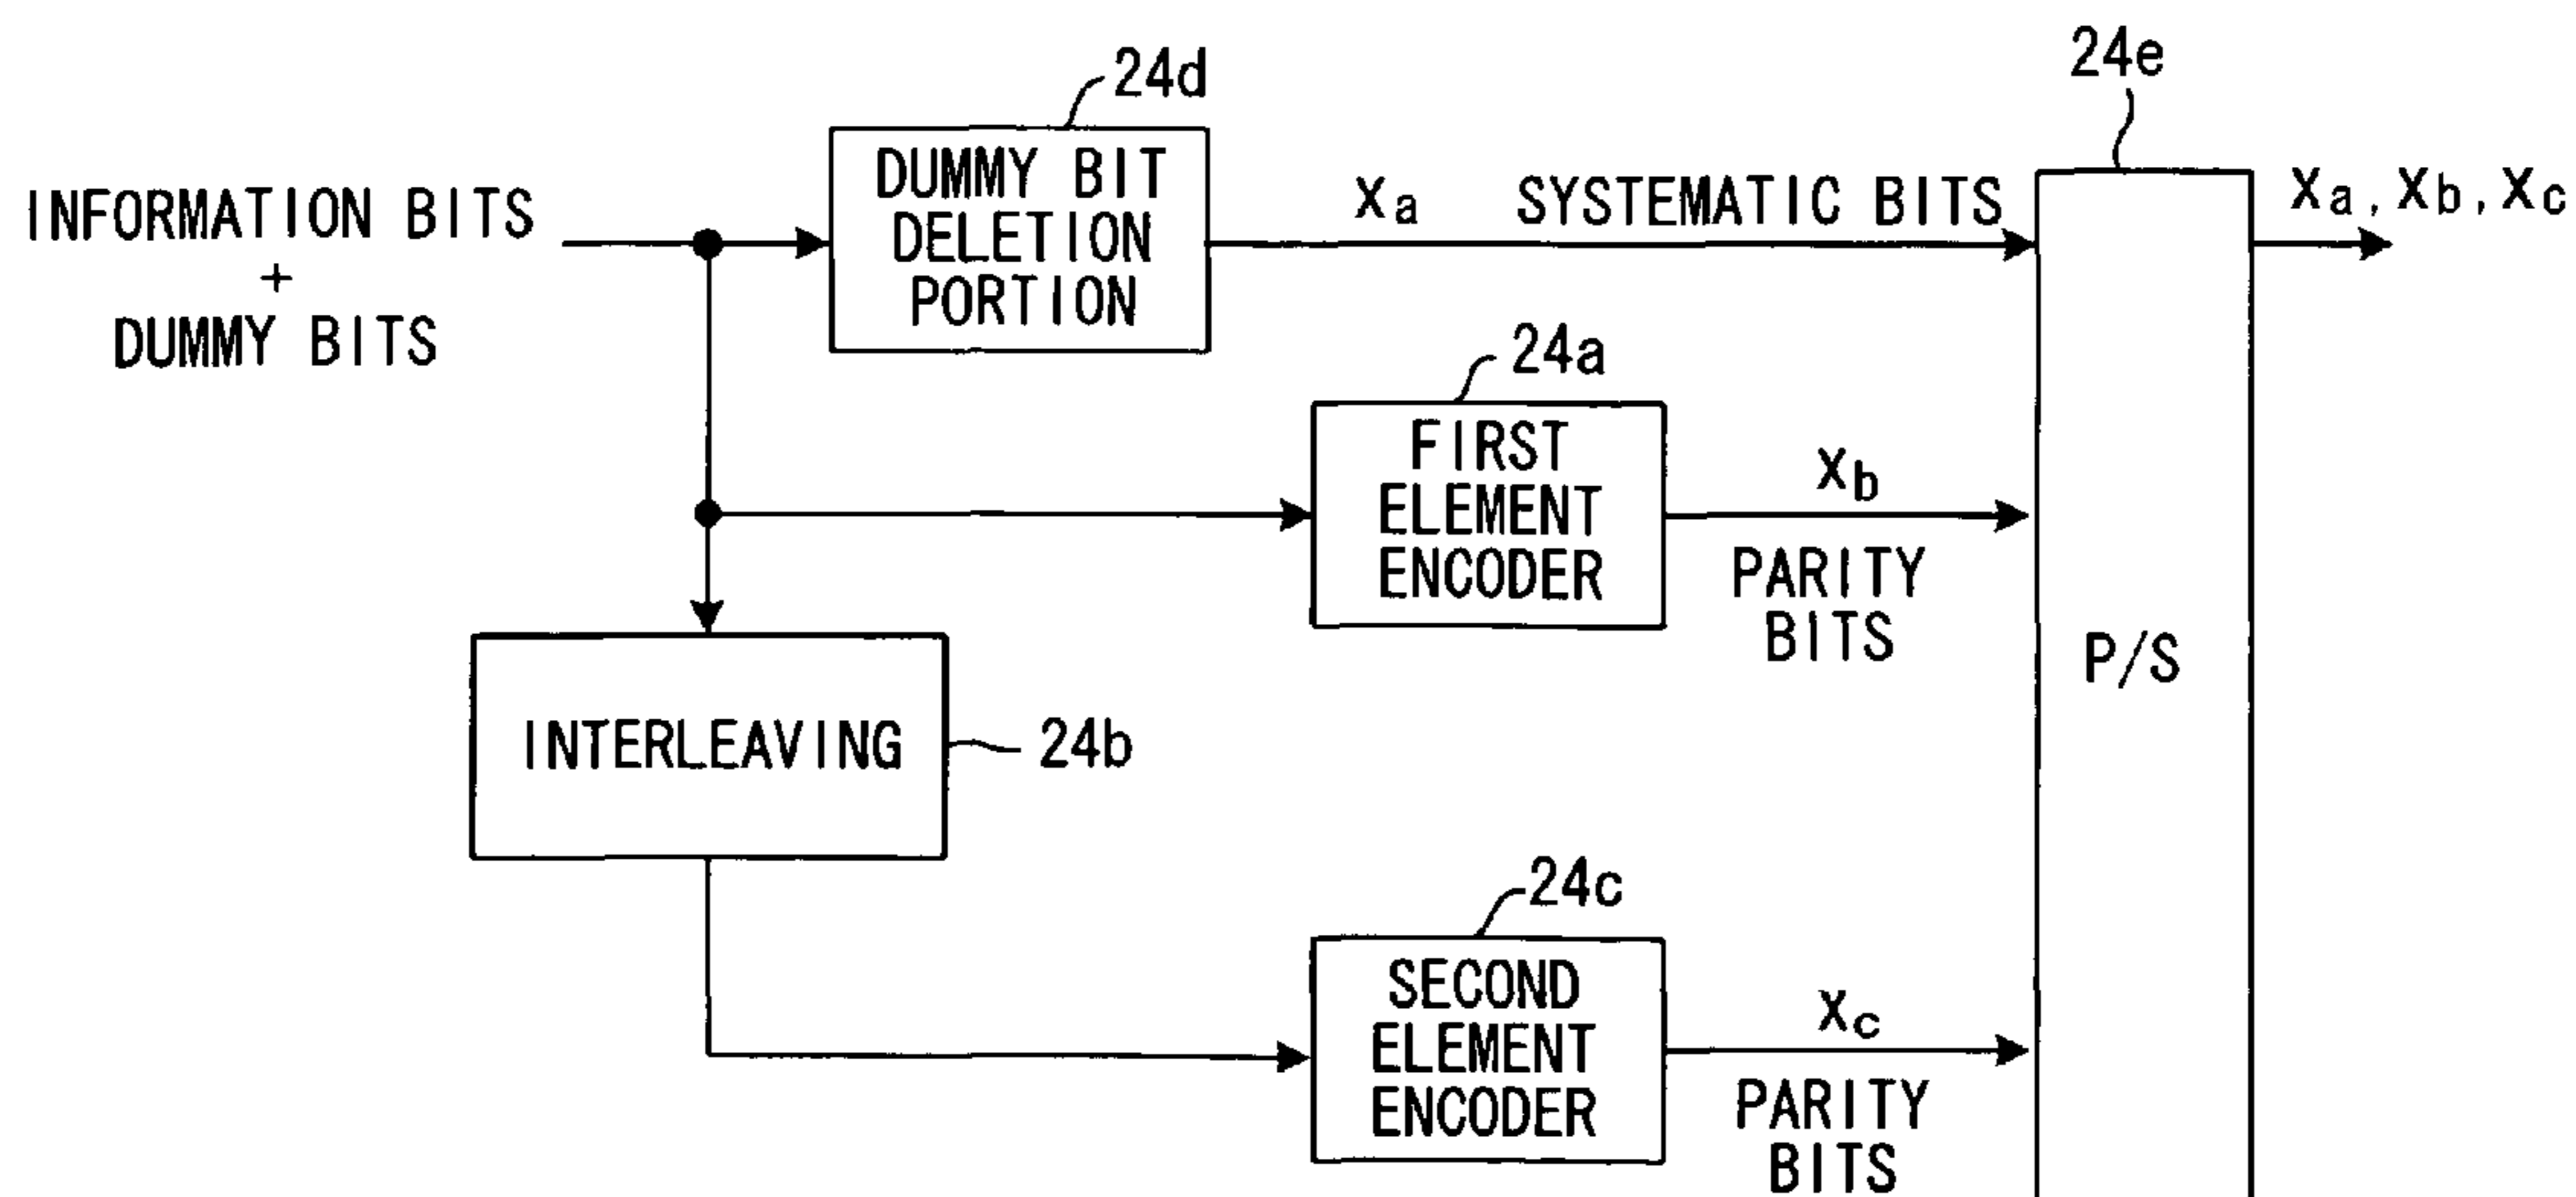 24d
24e
INFORMATION BITS
+
DUMMY BITS
DUMMY BIT
DELETION
PORTION
Xa
SYSTEMATIC BITS
Xa, Xb, Xc
24a
FIRST
ELEMENT
ENCODER
Xb
PARITY
BITS
P/S
INTERLEAVING
24b
24c
SECOND
ELEMENT
ENCODER
Xc
PARITY
BITS